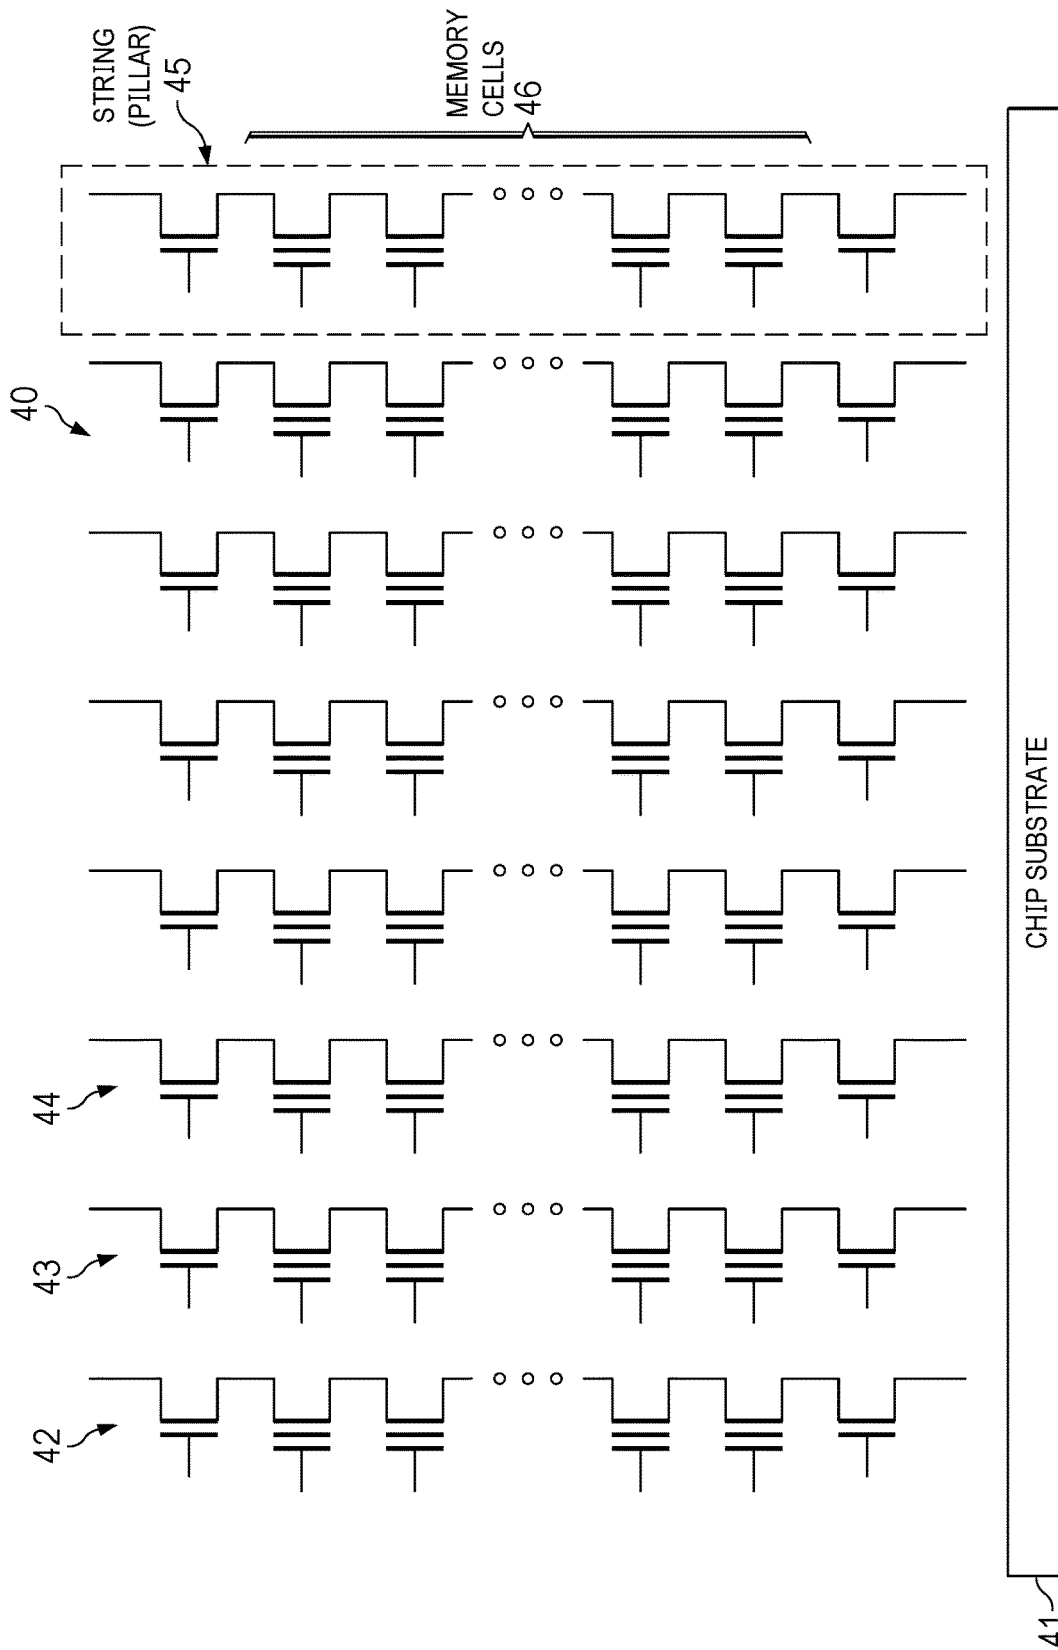 40
STRING
(PILLAR)
45
MEMORY
CELLS
46
42
43
44
CHIP SUBSTRATE
41